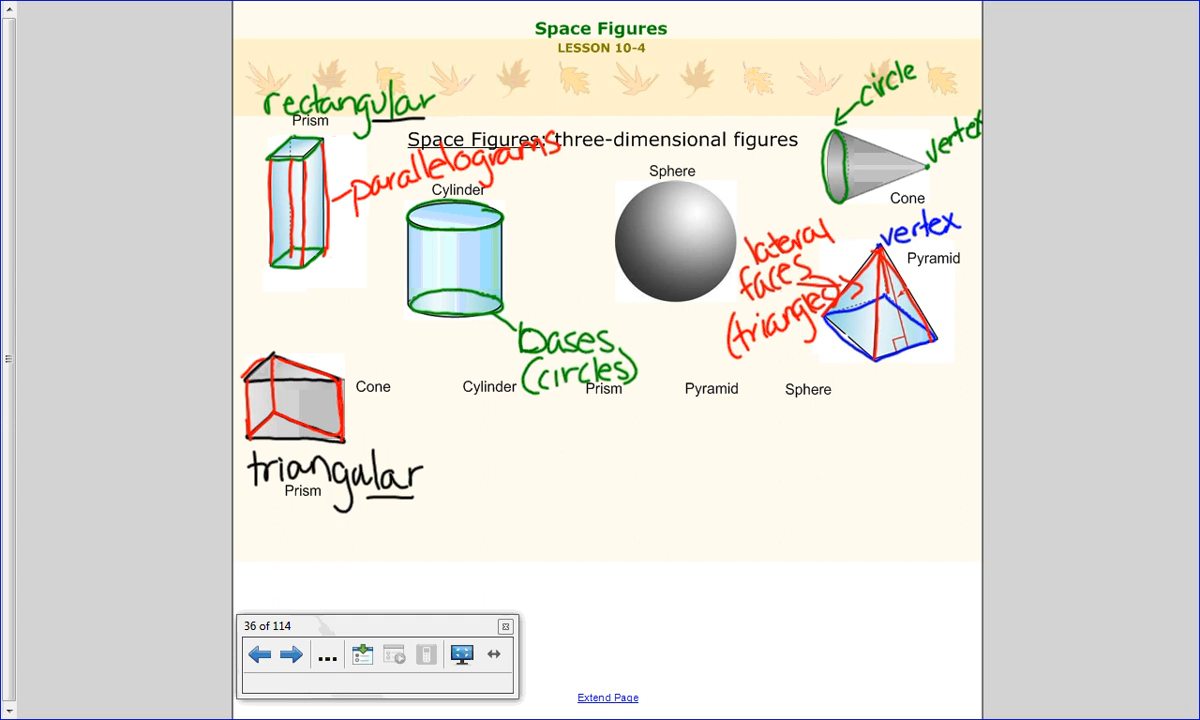 Space Figures
LESSON 10-4
circle
rectangular
Prism
Space Figures: three-dimensional figures
vertex
parallelograms
Sphere
Cylinder
Cone
vertex
lateral
faces
(triangles)
Pyramid
bases
(circles)
Cone
Cylinder
Prism
Pyramid
Sphere
triangular
Prism
36 of 114
...
Extend Page